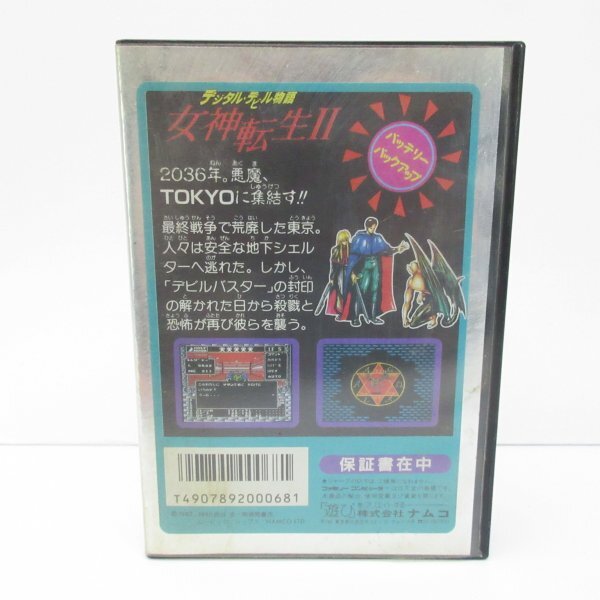 デジタル・デビル物語
女神転生II
バッテリー
バックアップ
2036年。悪魔、
TOKYOに集結す!!
最終戦争で荒廃した東京。
人々は安全な地下シェル
ターへ逃れた。しかし、
「デビルバスター」の封印
の解かれた日から殺戮と
恐怖が再び彼らを襲う。
保証書在中
T4907892000681
「遊び」
株式会社ナムコ